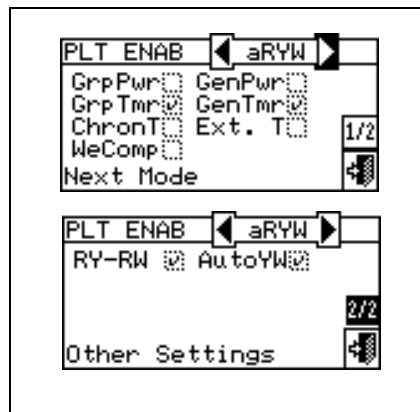 PLT ENAB aRYW
GrpPwr GenPwr
GrpTmr GenTmr
ChronT Ext. T
WeComp
1/2
Next Mode
PLT ENAB aRYW
RY-RW AutoYW
2/2
Other Settings